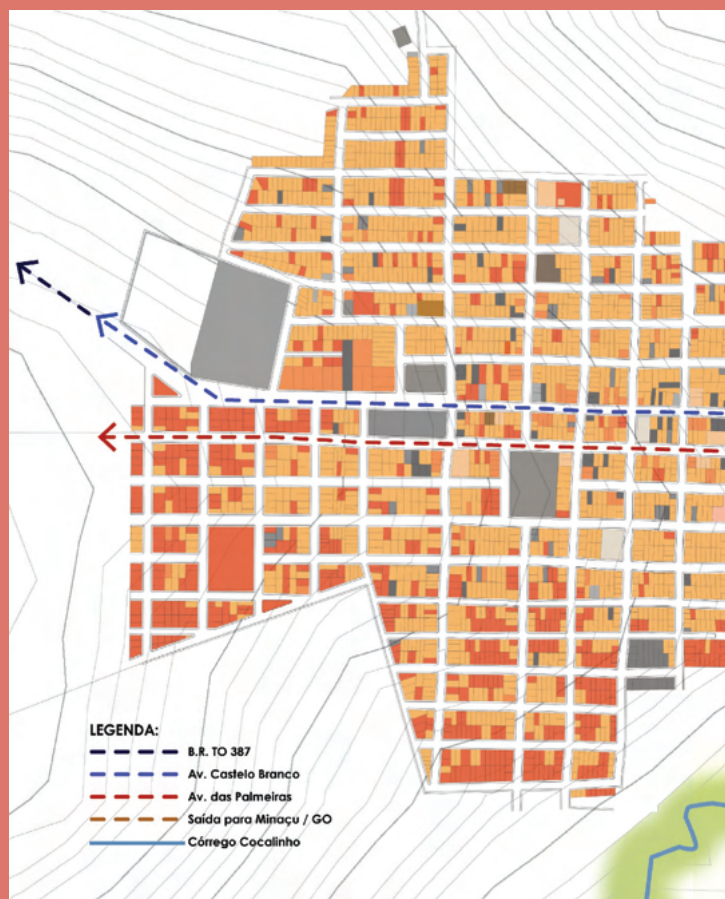 LEGENDA:
B.R. TO 387
Av. Castelo Branco
Av. das Palmeiras
Saída para Minaçu / GO
Córrego Cocalinho